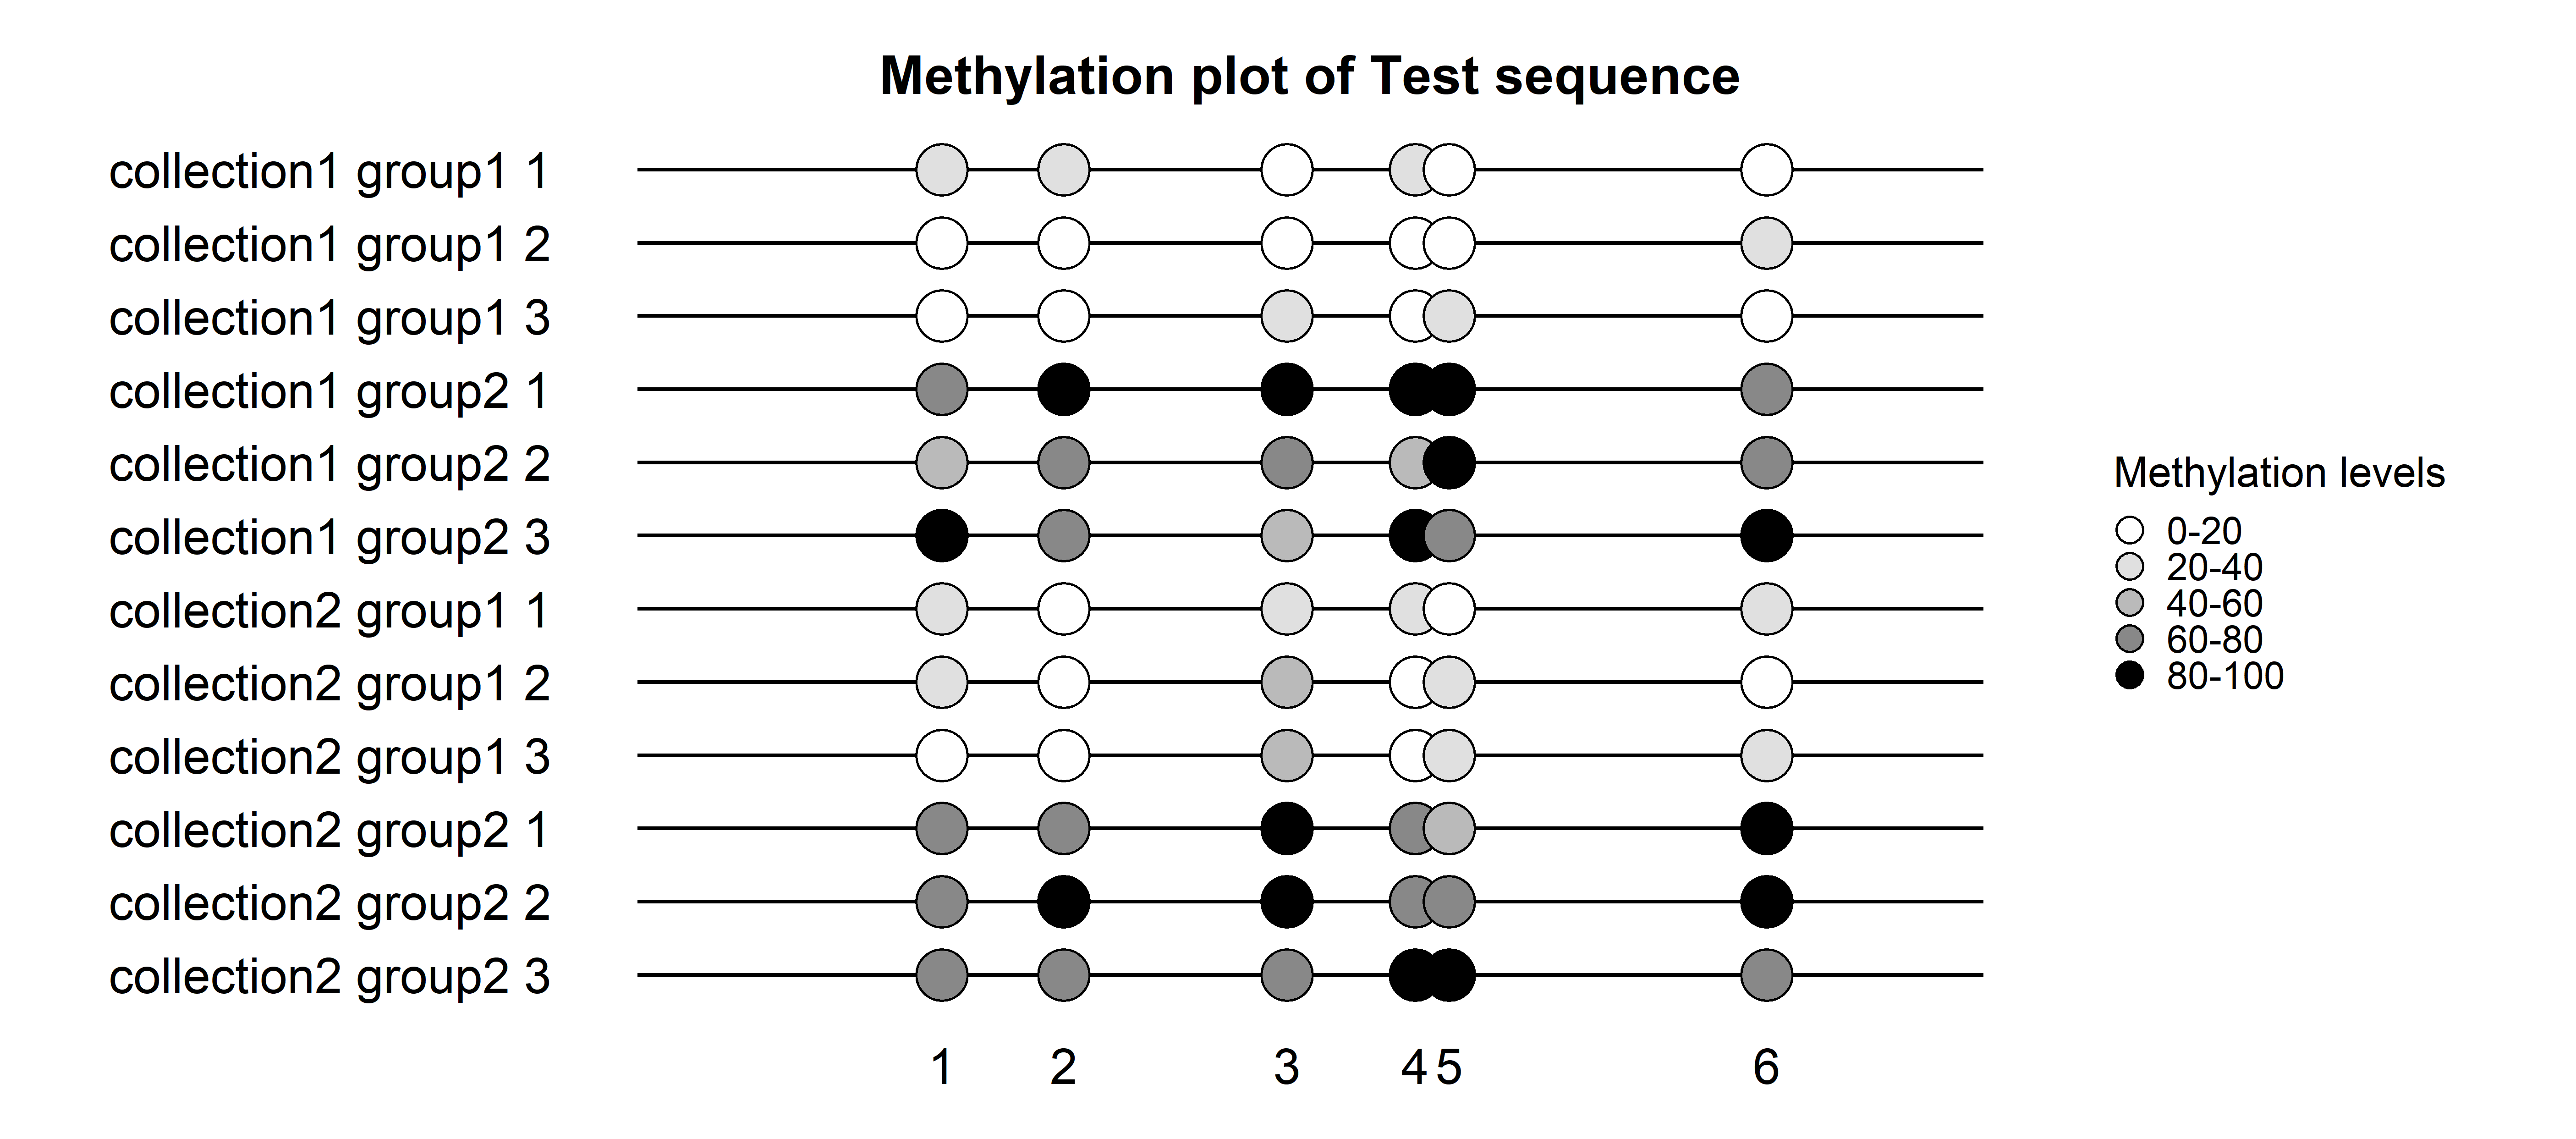 Methylation plot of Test sequence
collection1 group1 1
collection1 group1 2
collection1 group1 3
collection1 group2 1
collection1 group2 2
collection1 group2 3
collection2 group1 1
collection2 group1 2
collection2 group1 3
collection2 group2 1
collection2 group2 2
collection2 group2 3
1 2 3 4 5 6
Methylation levels
0-20
20-40
40-60
60-80
80-100